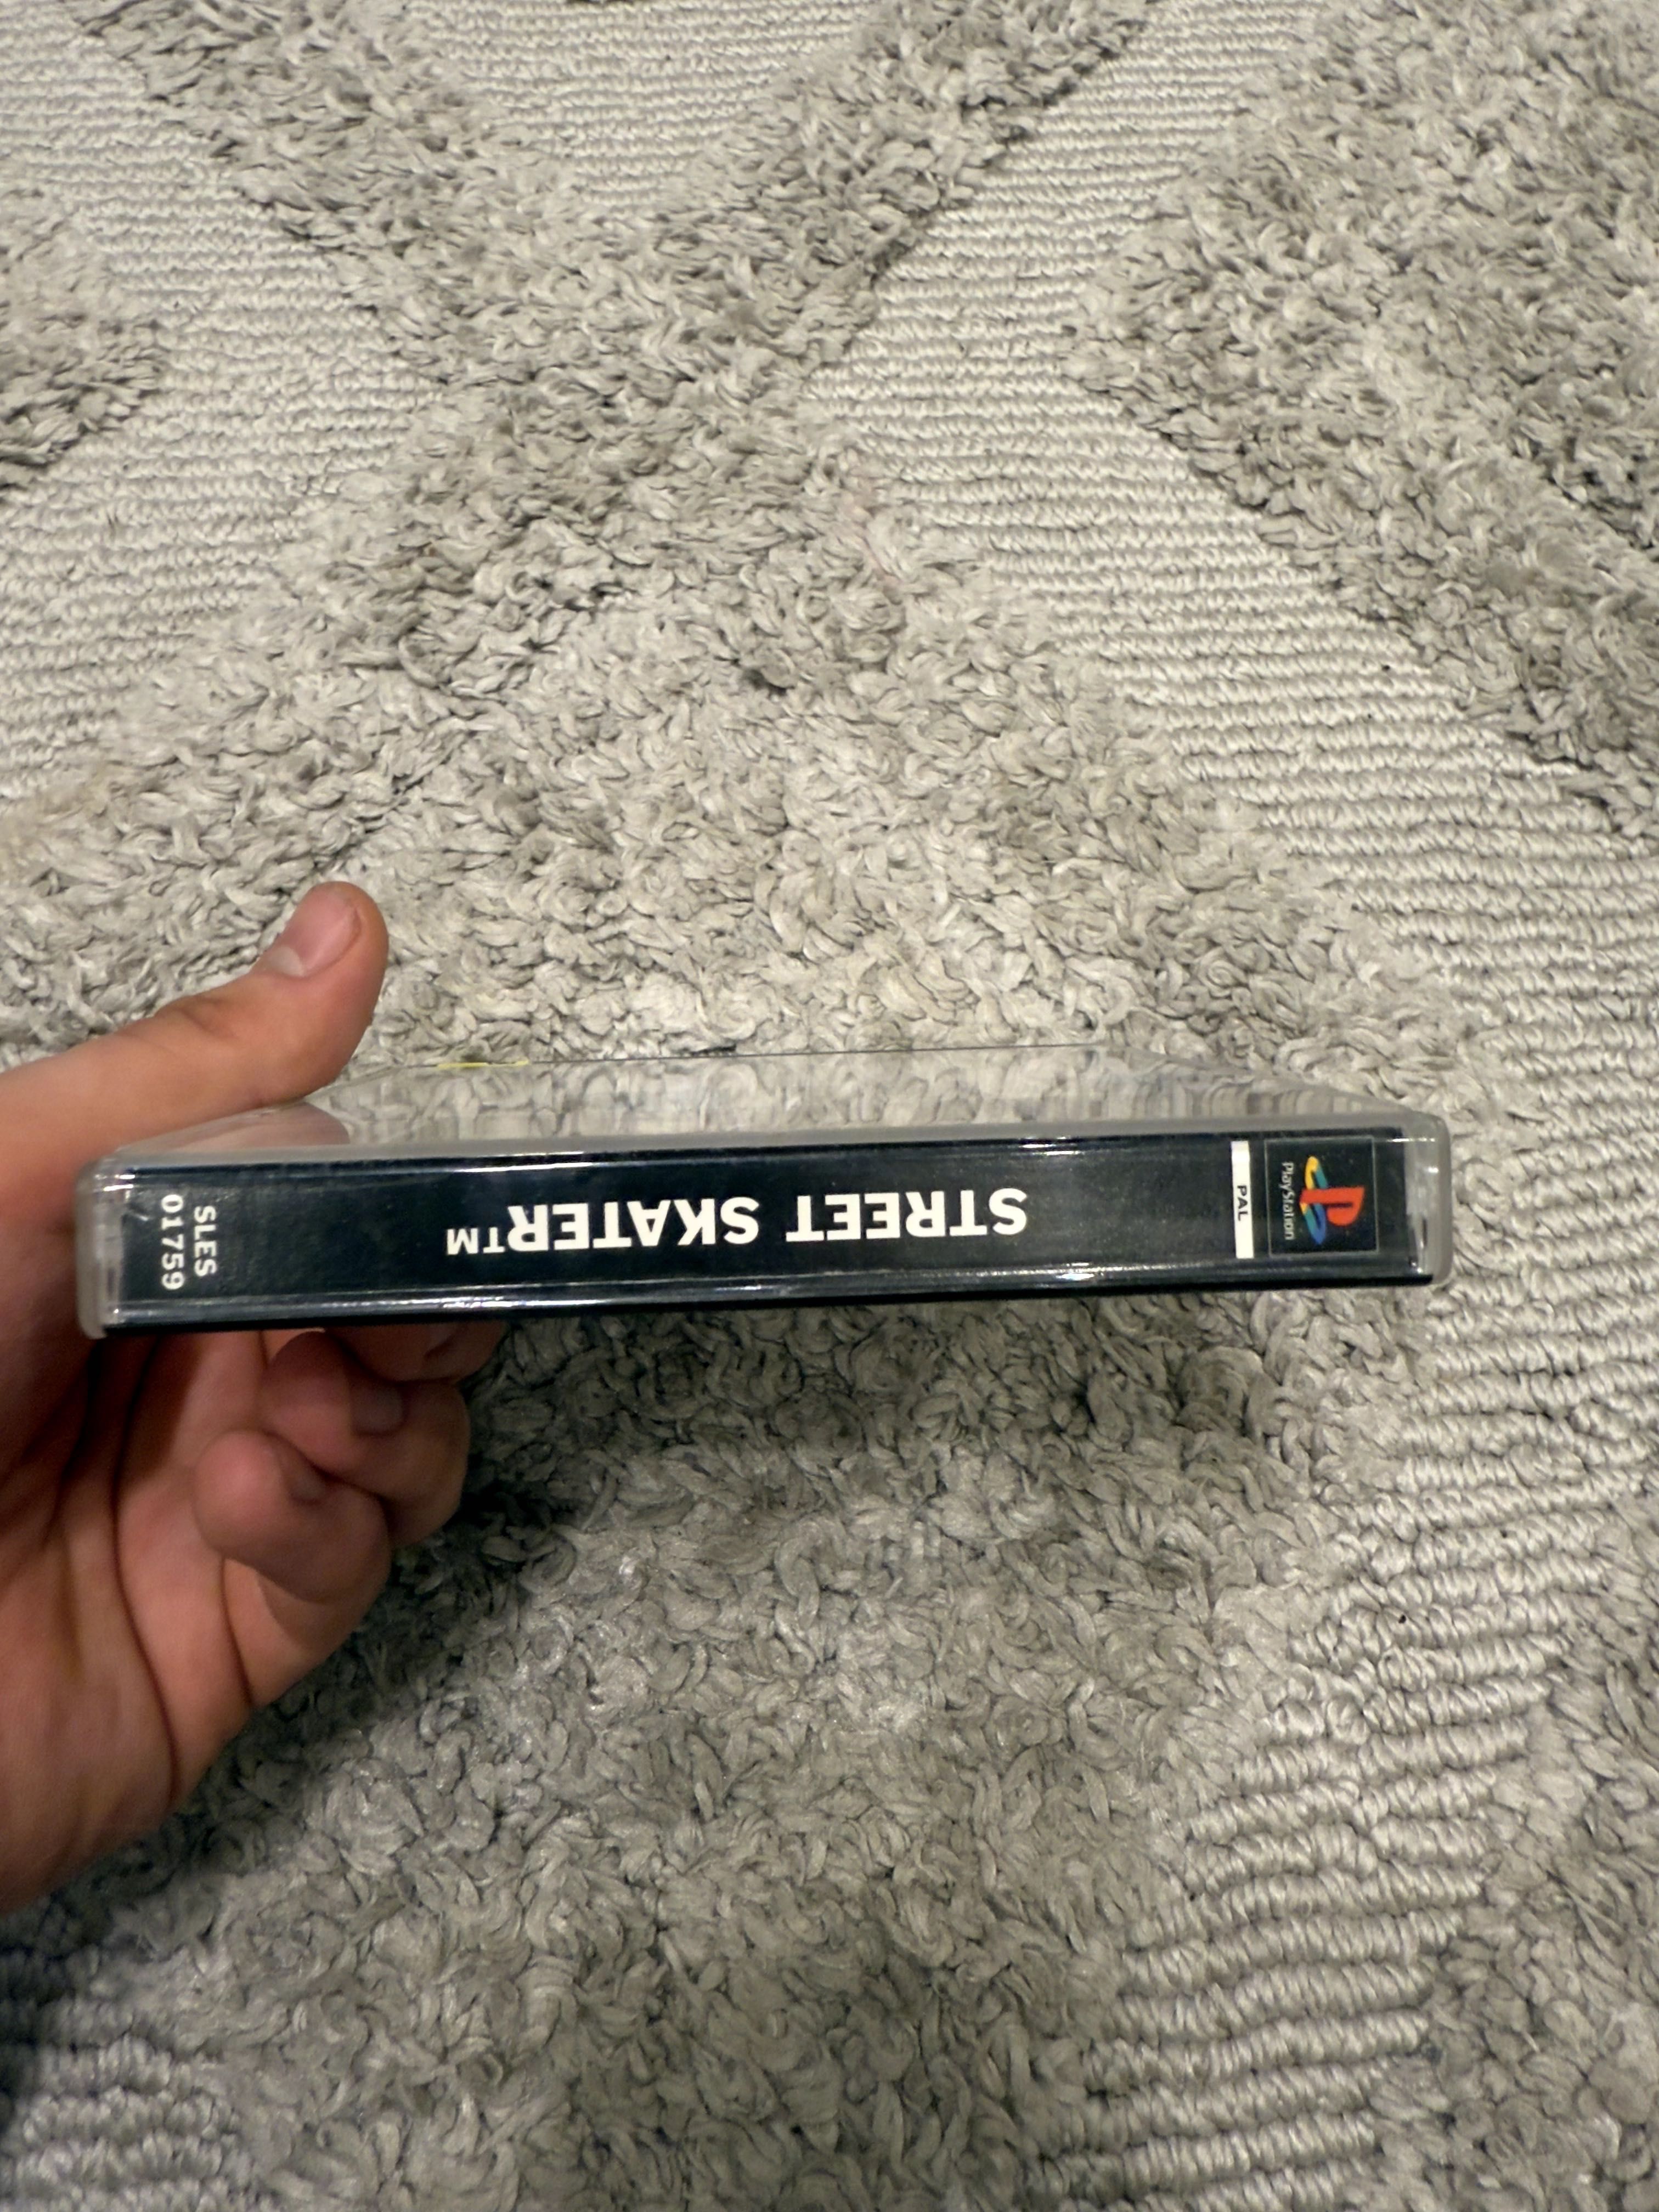 PlayStation
PAL
STREET SKATER™
SLES
01759